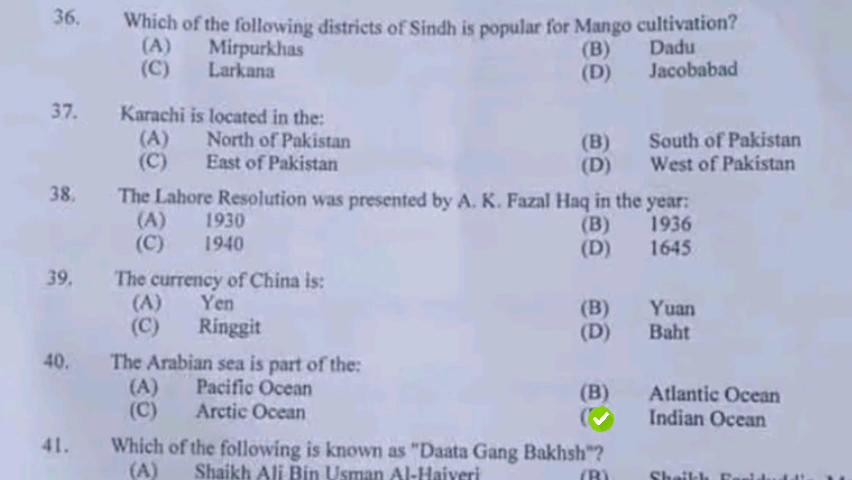 36. Which of the following districts of Sindh is popular for Mango cultivation?
(A) Mirpurkhas (B) Dadu
(C) Larkana (D) Jacobabad
37. Karachi is located in the:
(A) North of Pakistan (B) South of Pakistan
(C) East of Pakistan (D) West of Pakistan
38. The Lahore Resolution was presented by A. K. Fazal Haq in the year:
(A) 1930 (B) 1936
(C) 1940 (D) 1645
39. The currency of China is:
(A) Yen (B) Yuan
(C) Ringgit (D) Baht
40. The Arabian sea is part of the:
(A) Pacific Ocean (B) Atlantic Ocean
(C) Arctic Ocean Indian Ocean
41. Which of the following is known as "Daata Gang Bakhsh"?
(A) Shaikh Ali Bin Usman Al-Hajveri (B) Sheikh